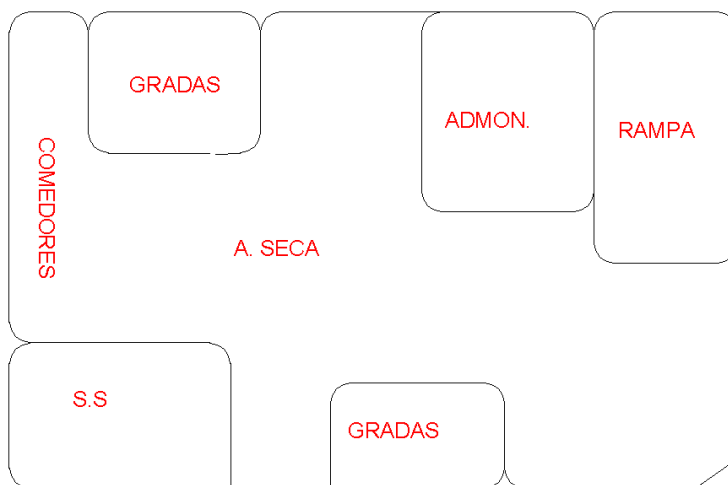 GRADAS
ADMON.
RAMPA
COMEDORES
A. SECA
S.S
GRADAS